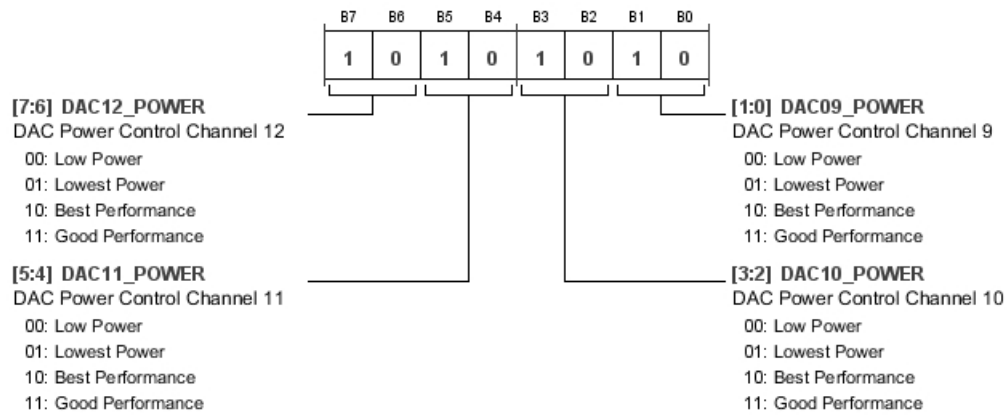 B7 B6 B5 B4 B3 B2 B1 B0
1 0 1 0 1 0 1 0
[7:6] DAC12_POWER
DAC Power Control Channel 12
00: Low Power
01: Lowest Power
10: Best Performance
11: Good Performance
[5:4] DAC11_POWER
DAC Power Control Channel 11
00: Low Power
01: Lowest Power
10: Best Performance
11: Good Performance
[1:0] DAC09_POWER
DAC Power Control Channel 9
00: Low Power
01: Lowest Power
10: Best Performance
11: Good Performance
[3:2] DAC10_POWER
DAC Power Control Channel 10
00: Low Power
01: Lowest Power
10: Best Performance
11: Good Performance